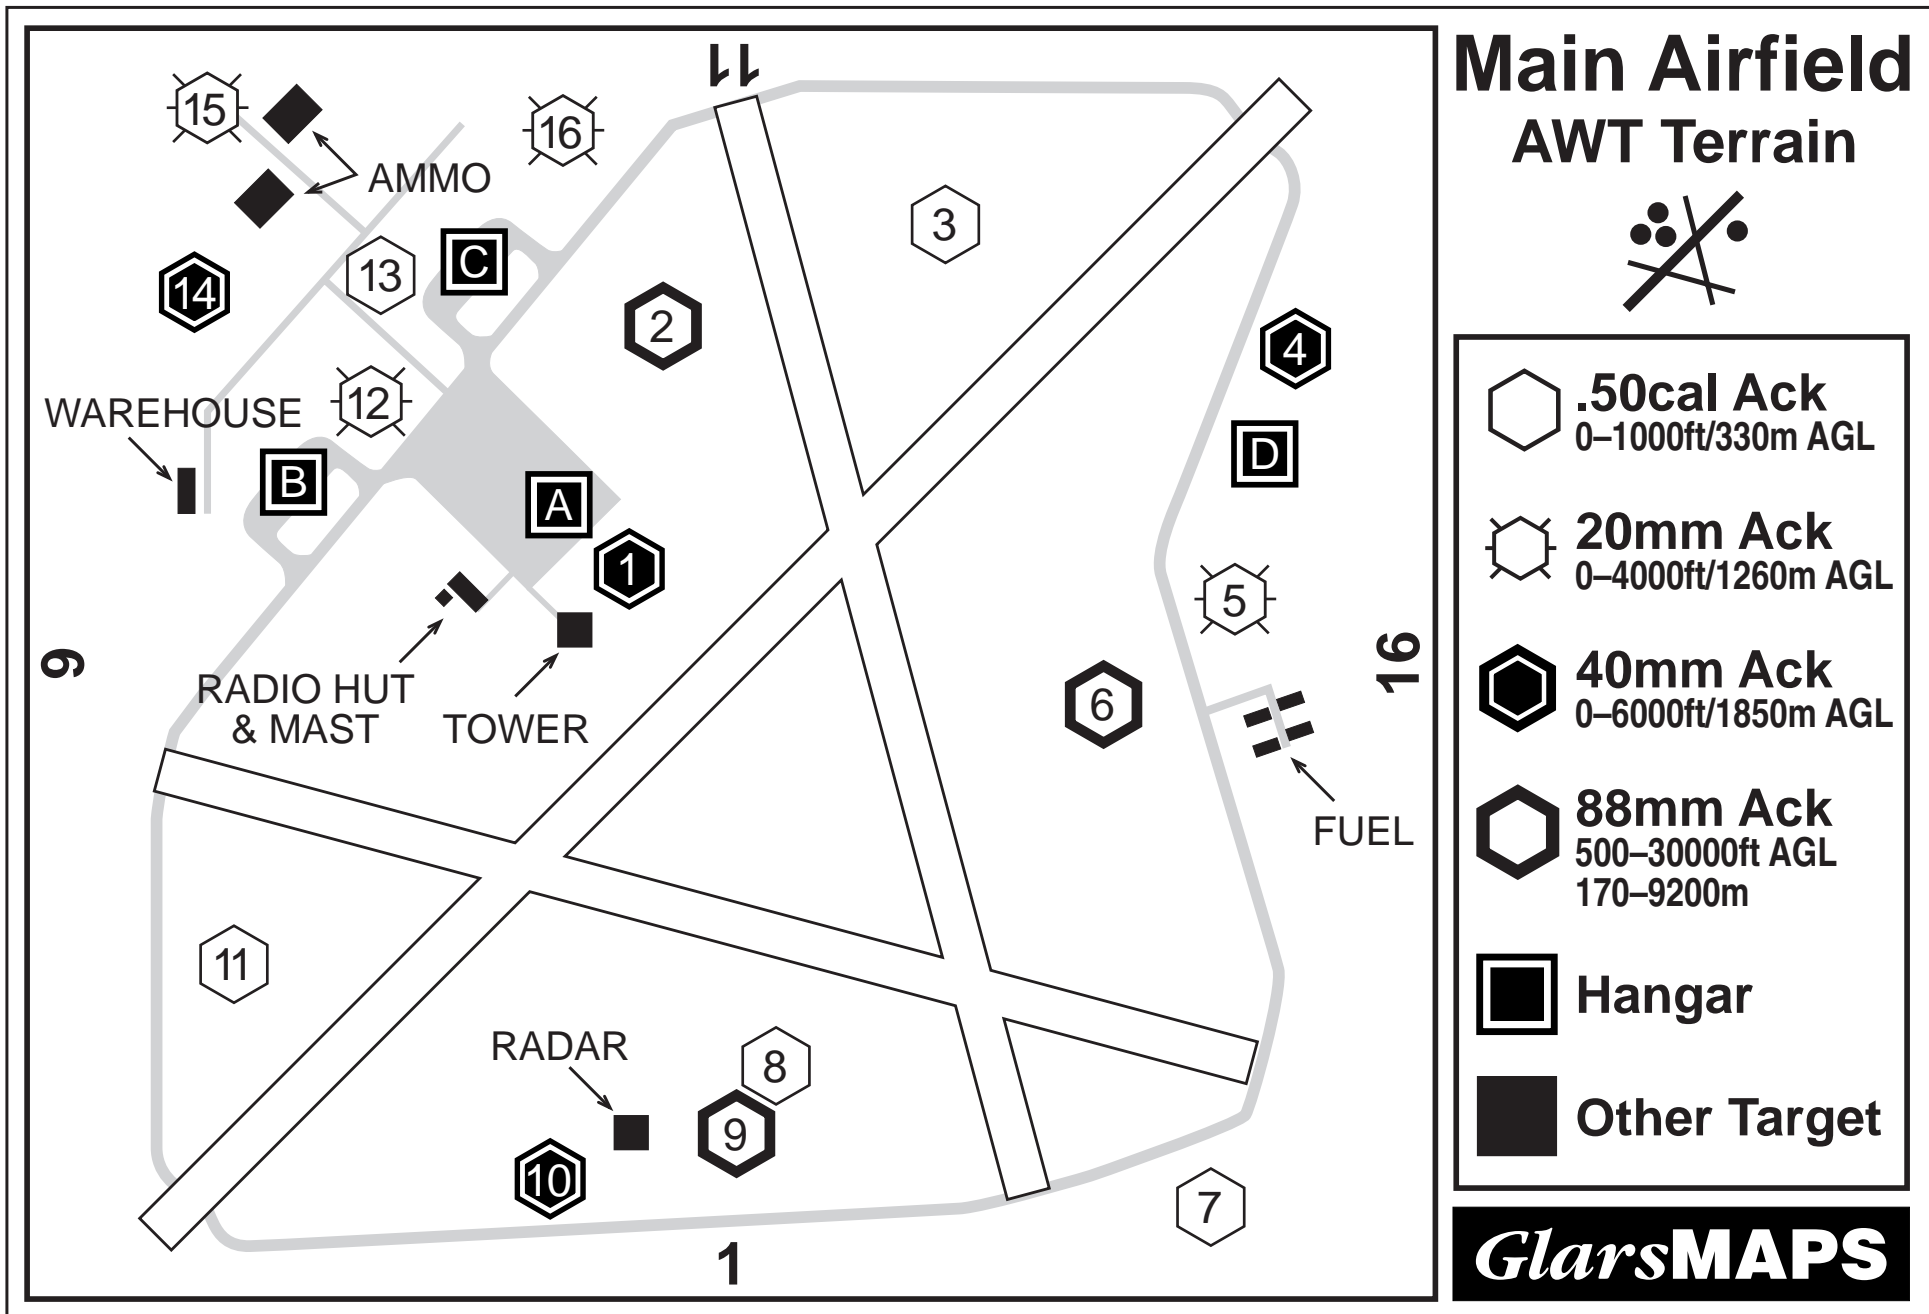 Main Airfield
AWT Terrain
11
15
16
AMMO
3
C
13
14
2
4
12
WAREHOUSE
D
B
A
1
5
9
16
RADIO HUT
& MAST
TOWER
6
FUEL
11
RADAR
8
9
10
7
1
.50cal Ack
0–1000ft/330m AGL
20mm Ack
0–4000ft/1260m AGL
40mm Ack
0–6000ft/1850m AGL
88mm Ack
500–30000ft AGL
170–9200m
Hangar
Other Target
GlarsMAPS